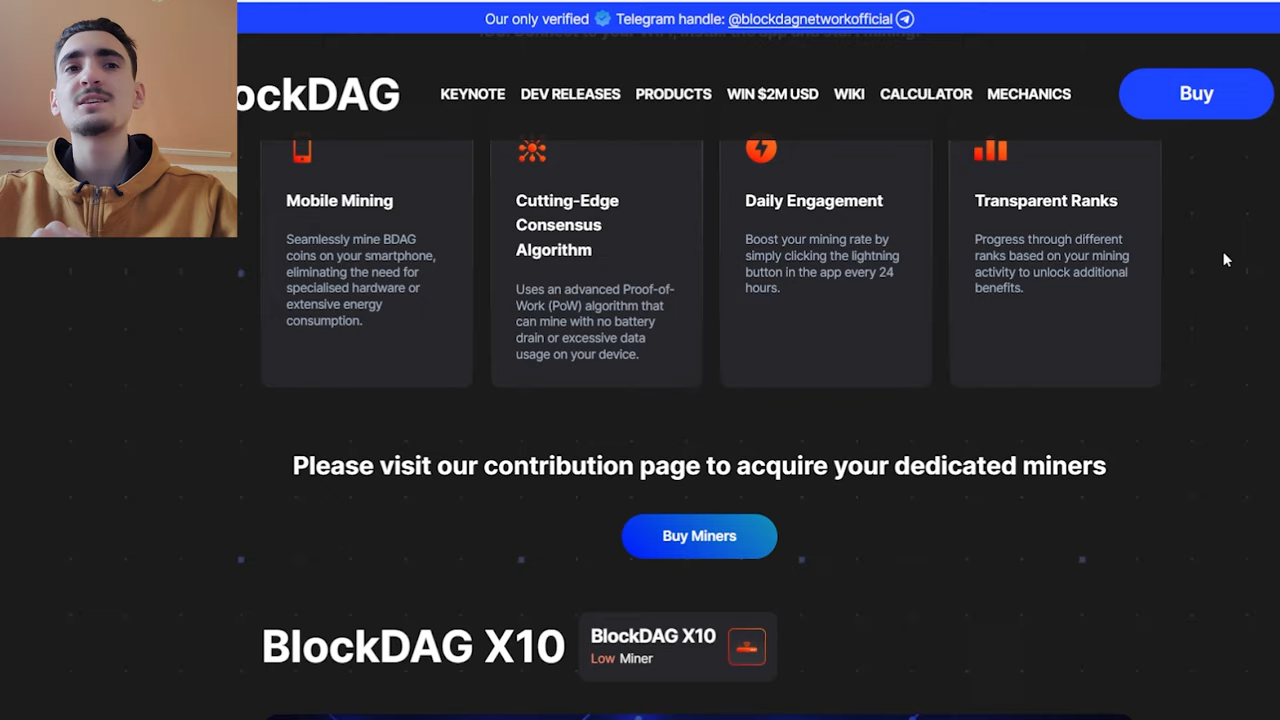 Our only verified Telegram handle: @blockdagnetworkofficial
ockDAG KEYNOTE DEV RELEASES PRODUCTS WIN $2M USD WIKI CALCULATOR MECHANICS Buy
Mobile Mining
Seamlessly mine BDAG
coins on your smartphone,
eliminating the need for
specialised hardware or
extensive energy
consumption.
Cutting-Edge
Consensus
Algorithm
Uses an advanced Proof-of-
Work (PoW) algorithm that
can mine with no battery
drain or excessive data
usage on your device.
Daily Engagement
Boost your mining rate by
simply clicking the lightning
button in the app every 24
hours.
Transparent Ranks
Progress through different
ranks based on your mining
activity to unlock additional
benefits.
Please visit our contribution page to acquire your dedicated miners
Buy Miners
BlockDAG X10
BlockDAG X10
Low Miner